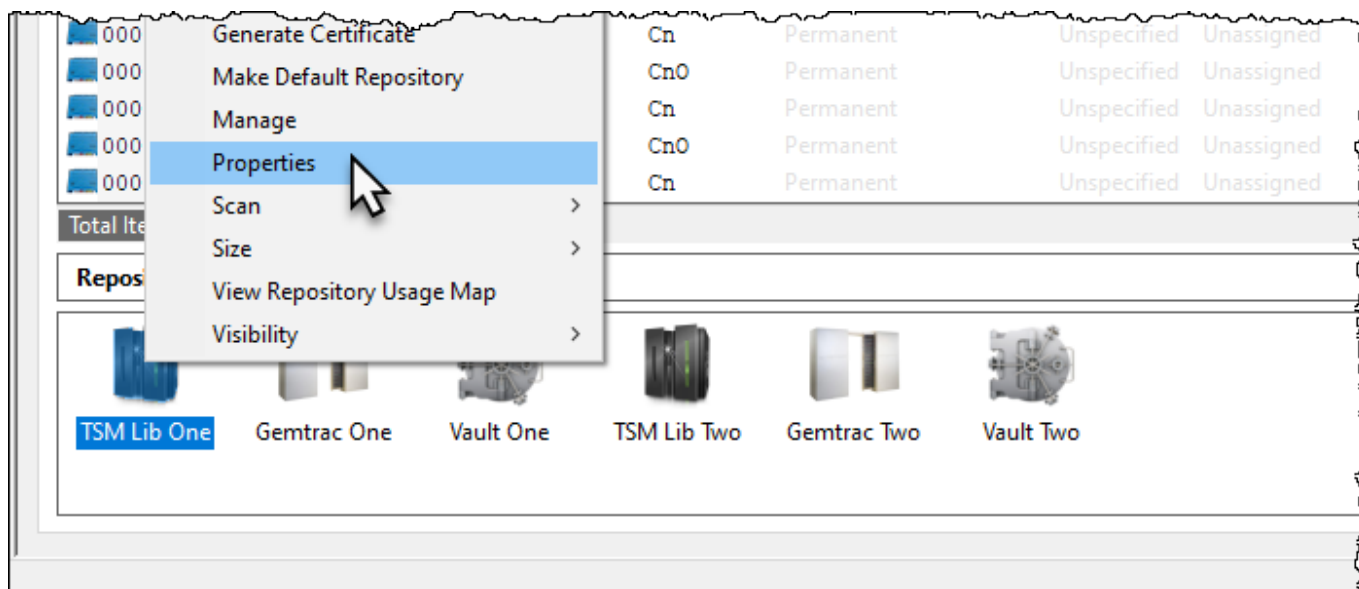 000 Generate Certificate Cn Permanent Unspecified Unassigned
000 Make Default Repository CnO Permanent Unspecified Unassigned
000 Manage Cn Permanent Unspecified Unassigned
000 Properties CnO Permanent Unspecified Unassigned
000 Scan Cn Permanent Unspecified Unassigned
Total
Size
View Repository Usage Map
Visibility
TSM Lib One Gemtrac One Vault One TSM Lib Two Gemtrac Two Vault Two